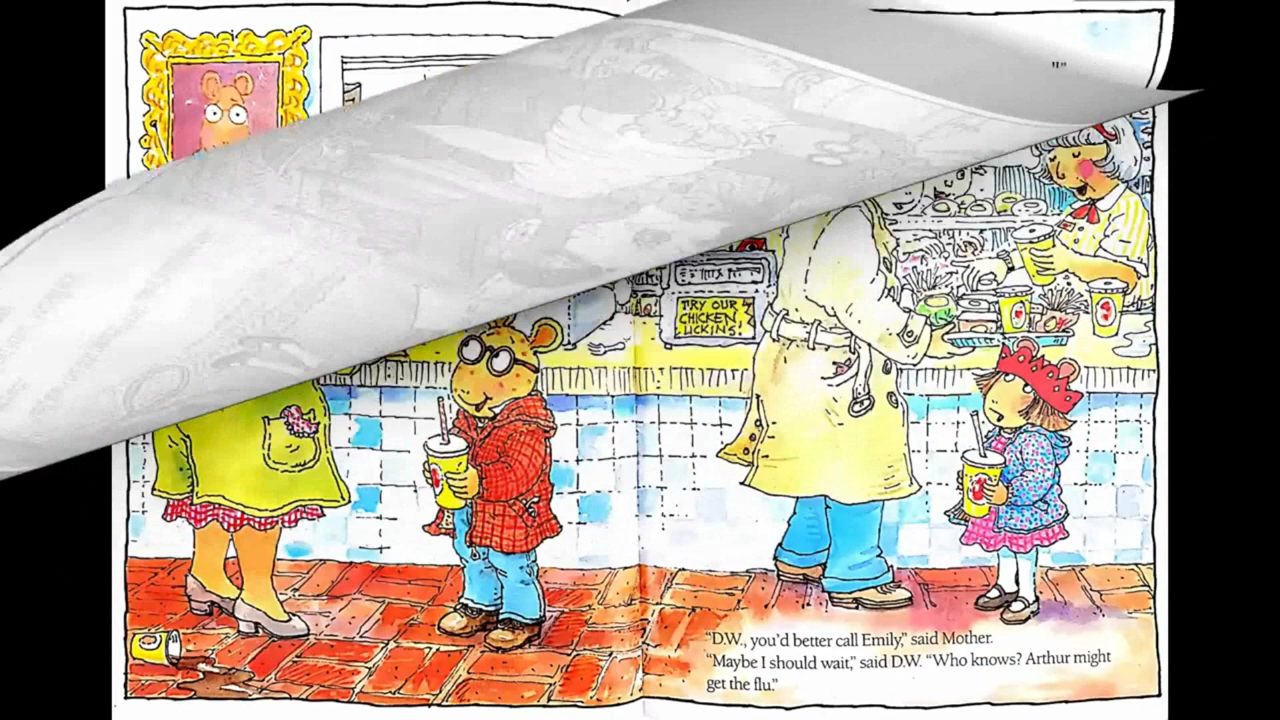 ""
TRY OUR
CHICKEN
LICKINS!
“D.W., you’d better call Emily,” said Mother.
“Maybe I should wait,” said D.W. “Who knows? Arthur might
get the flu.”